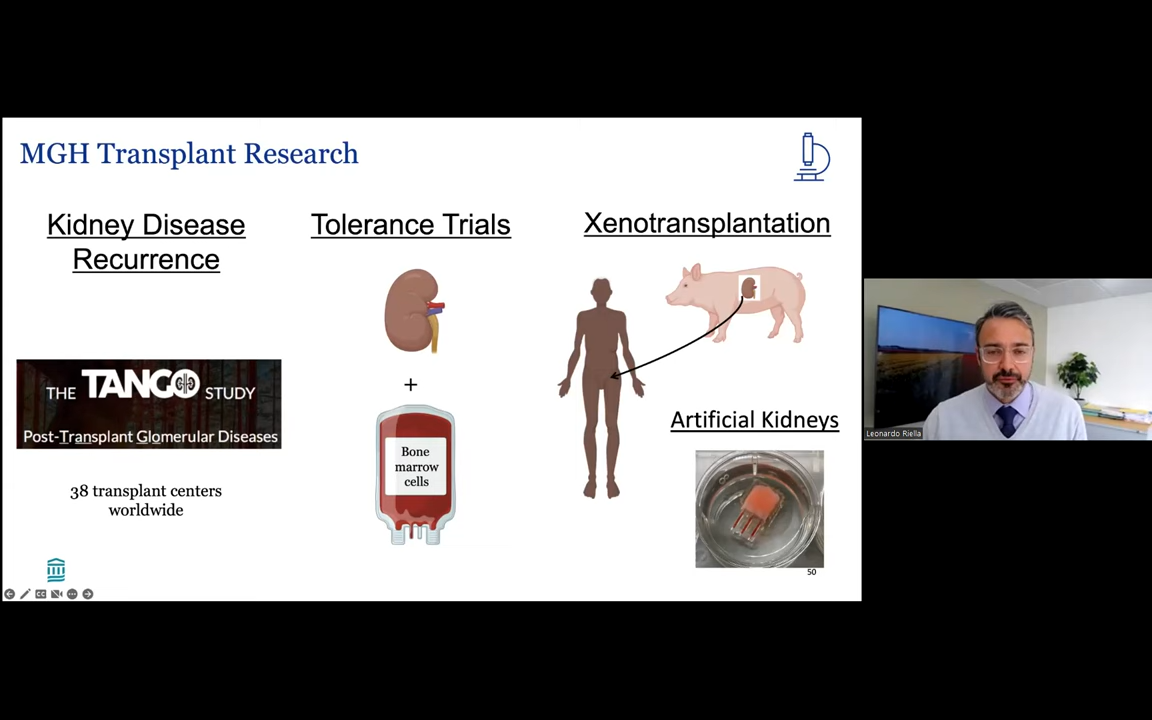 MGH Transplant Research
Kidney Disease
Recurrence
THE TANGO STUDY
Post-Transplant Glomerular Diseases
38 transplant centers
worldwide
Tolerance Trials
+
Bone
marrow
cells
Xenotransplantation
Artificial Kidneys
50
Leonardo Riella